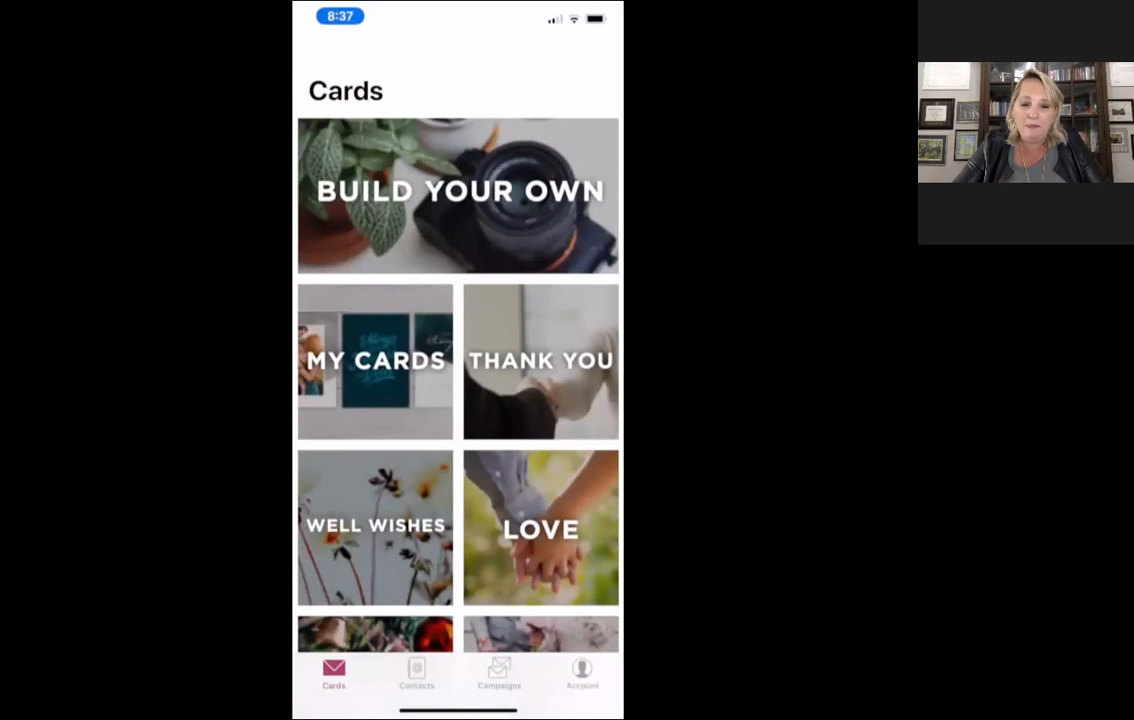 8:37
Cards
BUILD YOUR OWN
MY CARDS
THANK YOU
WELL WISHES
LOVE
Cards
Contacts
Campaigns
Account